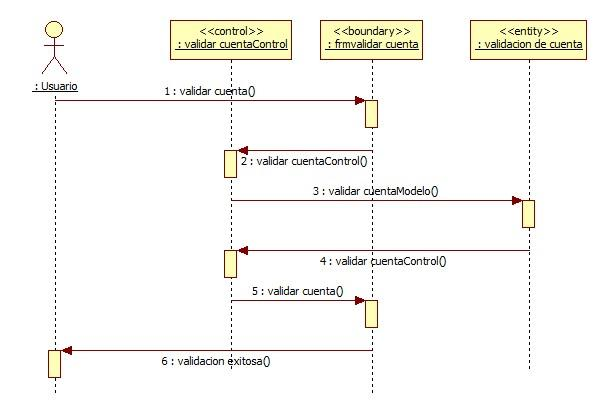 <<control>>
: validar cuentaControl
<<boundary>>
: frmvalidar cuenta
<<entity>>
: validacion de cuenta
: Usuario
1 : validar cuenta()
2 : validar cuentaControl()
3 : validar cuentaModelo()
4 : validar cuentaControl()
5 : validar cuenta()
6 : validacion exitosa()